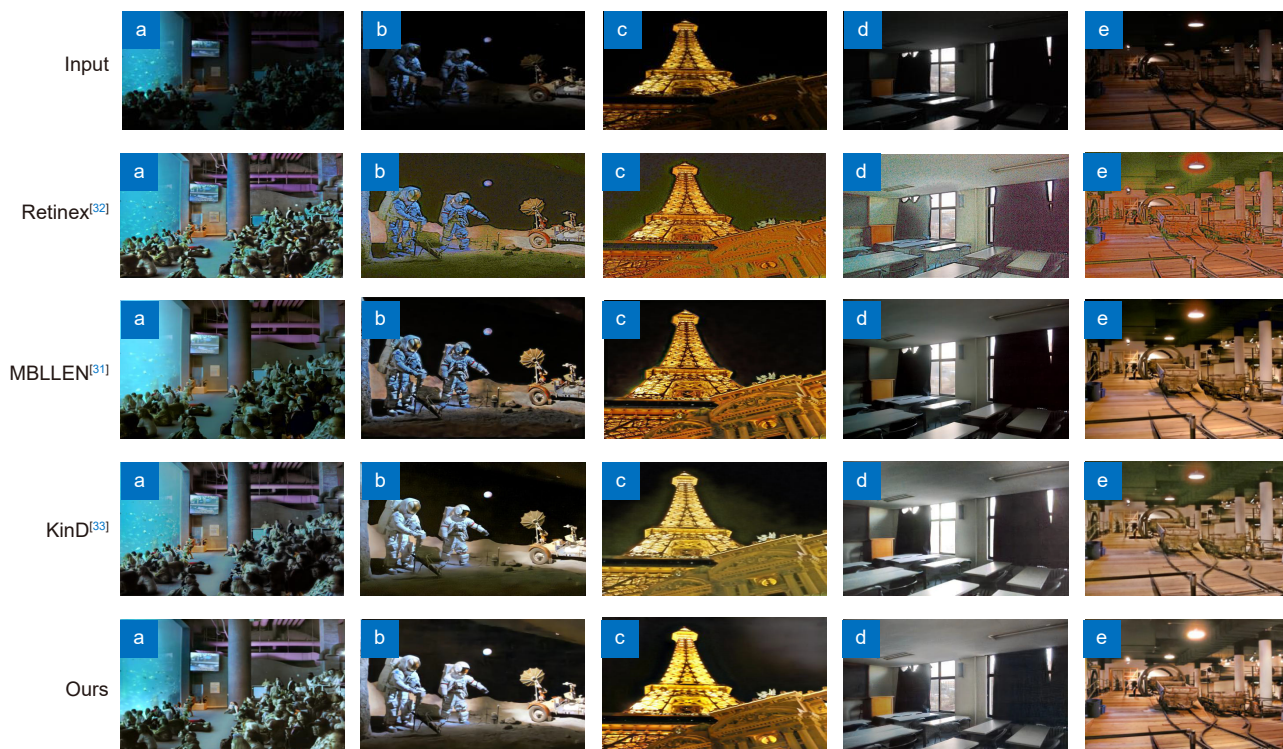 a b c d e
Input
a b c d e
Retinex[32]
a b c d e
MBLLEN[31]
a b c d e
KinD[33]
a b c d e
Ours